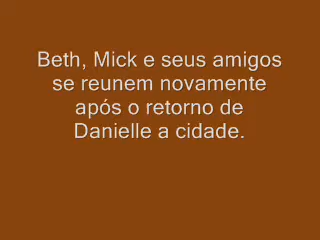 Beth, Mick e seus amigos
se reunem novamente
após o retorno de
Danielle a cidade.